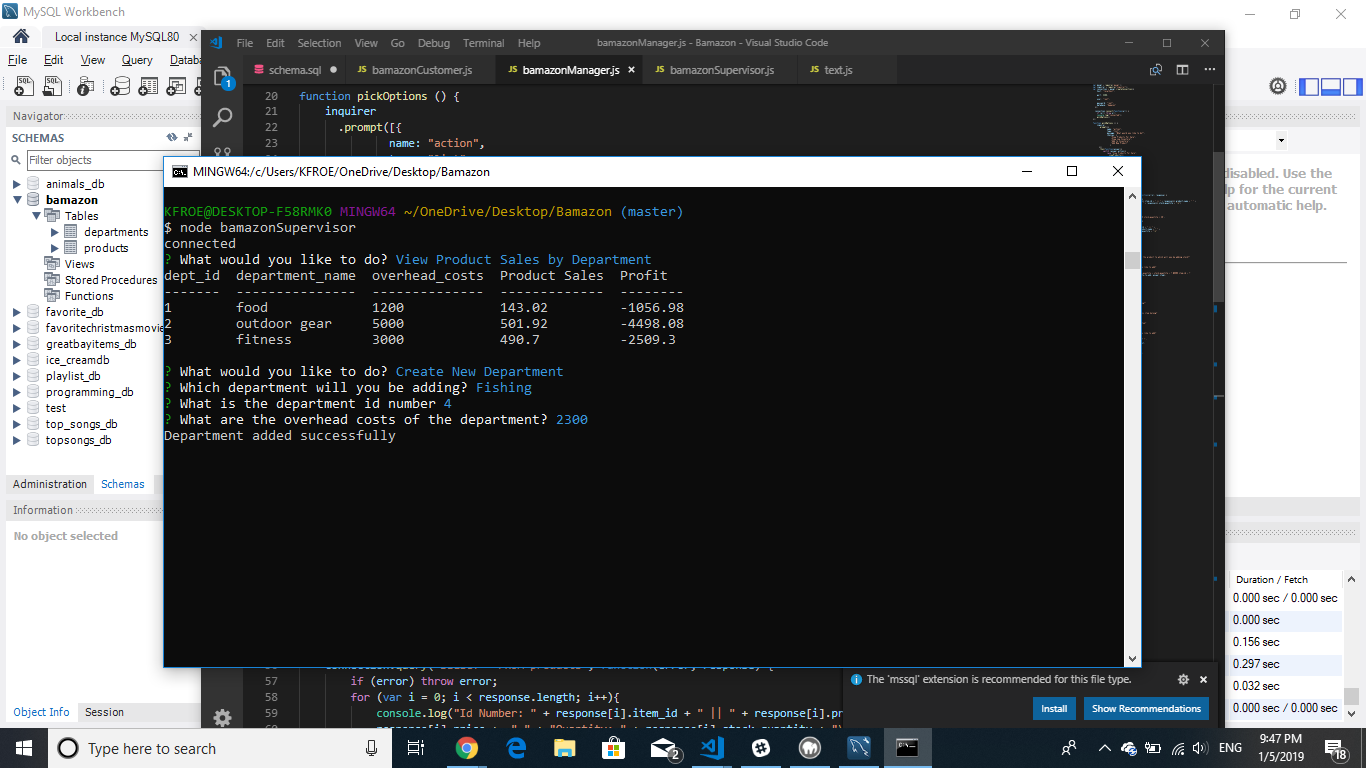 MySQL Workbench
Local instance MySQL80 ×
File Edit View Query Databa
Navigator
SCHEMAS
Filter objects
animals_db
bamazon
Tables
departments
products
Views
Stored Procedures
Functions
favorite_db
favoritechristmasmovie
greatbayitems_db
ice_creamdb
playlist_db
programming_db
test
top_songs_db
topsongs_db
Administration Schemas
Information
No object selected
Object Info Session
File Edit Selection View Go Debug Terminal Help
bamazonManager.js - Bamazon - Visual Studio Code
1
schema.sql
JS bamazonCustomer.js
JS bamazonManager.js ×
JS bamazonSupervisor.js
JS text.js
20 function pickOptions () {
21 inquirer
22 .prompt([{
23 name: "action",
MINGW64:/c/Users/KFROE/OneDrive/Desktop/Bamazon
KFROE@DESKTOP-F58RMK0 MINGW64 ~/OneDrive/Desktop/Bamazon (master)
$ node bamazonSupervisor
connected
? What would you like to do? View Product Sales by Department
dept_id department_name overhead_costs Product Sales Profit
------- --------------- -------------- ------------- --------
1 food 1200 143.02 -1056.98
2 outdoor gear 5000 501.92 -4498.08
3 fitness 3000 490.7 -2509.3
? What would you like to do? Create New Department
? Which department will you be adding? Fishing
? What is the department id number 4
? What are the overhead costs of the department? 2300
Department added successfully
57 if (error) throw error;
58 for (var i = 0; i < response.length; i++){
59 console.log("Id Number: " + response[i].item_id + " || " + response[i].pr
The 'mssql' extension is recommended for this file type.
Install Show Recommendations
disabled. Use the
p for the current
automatic help.
Duration / Fetch
0.000 sec / 0.000 sec
0.000 sec
0.156 sec
0.297 sec
0.032 sec
0.000 sec / 0.000 sec
Type here to search
2
ENG
9:47 PM
1/5/2019
18